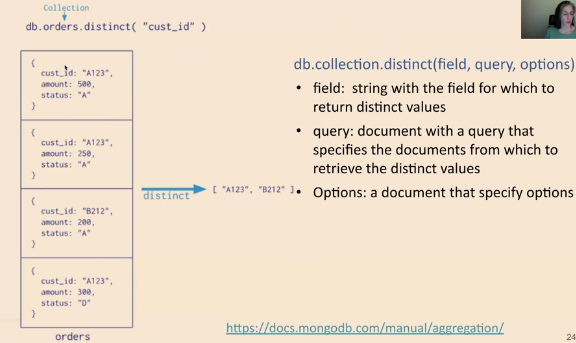 Collection
db.orders.distinct( "cust_id" )
{
cust_id: "A123",
amount: 500,
status: "A"
}
{
cust_id: "A123",
amount: 250,
status: "A"
}
{
cust_id: "B212",
amount: 200,
status: "A"
}
{
cust_id: "A123",
amount: 300,
status: "D"
}
orders
distinct
[ "A123", "B212" ]
db.collection.distinct(field, query, options)
• field: string with the field for which to
return distinct values
• query: document with a query that
specifies the documents from which to
retrieve the distinct values
• Options: a document that specify options
https://docs.mongodb.com/manual/aggregation/
24